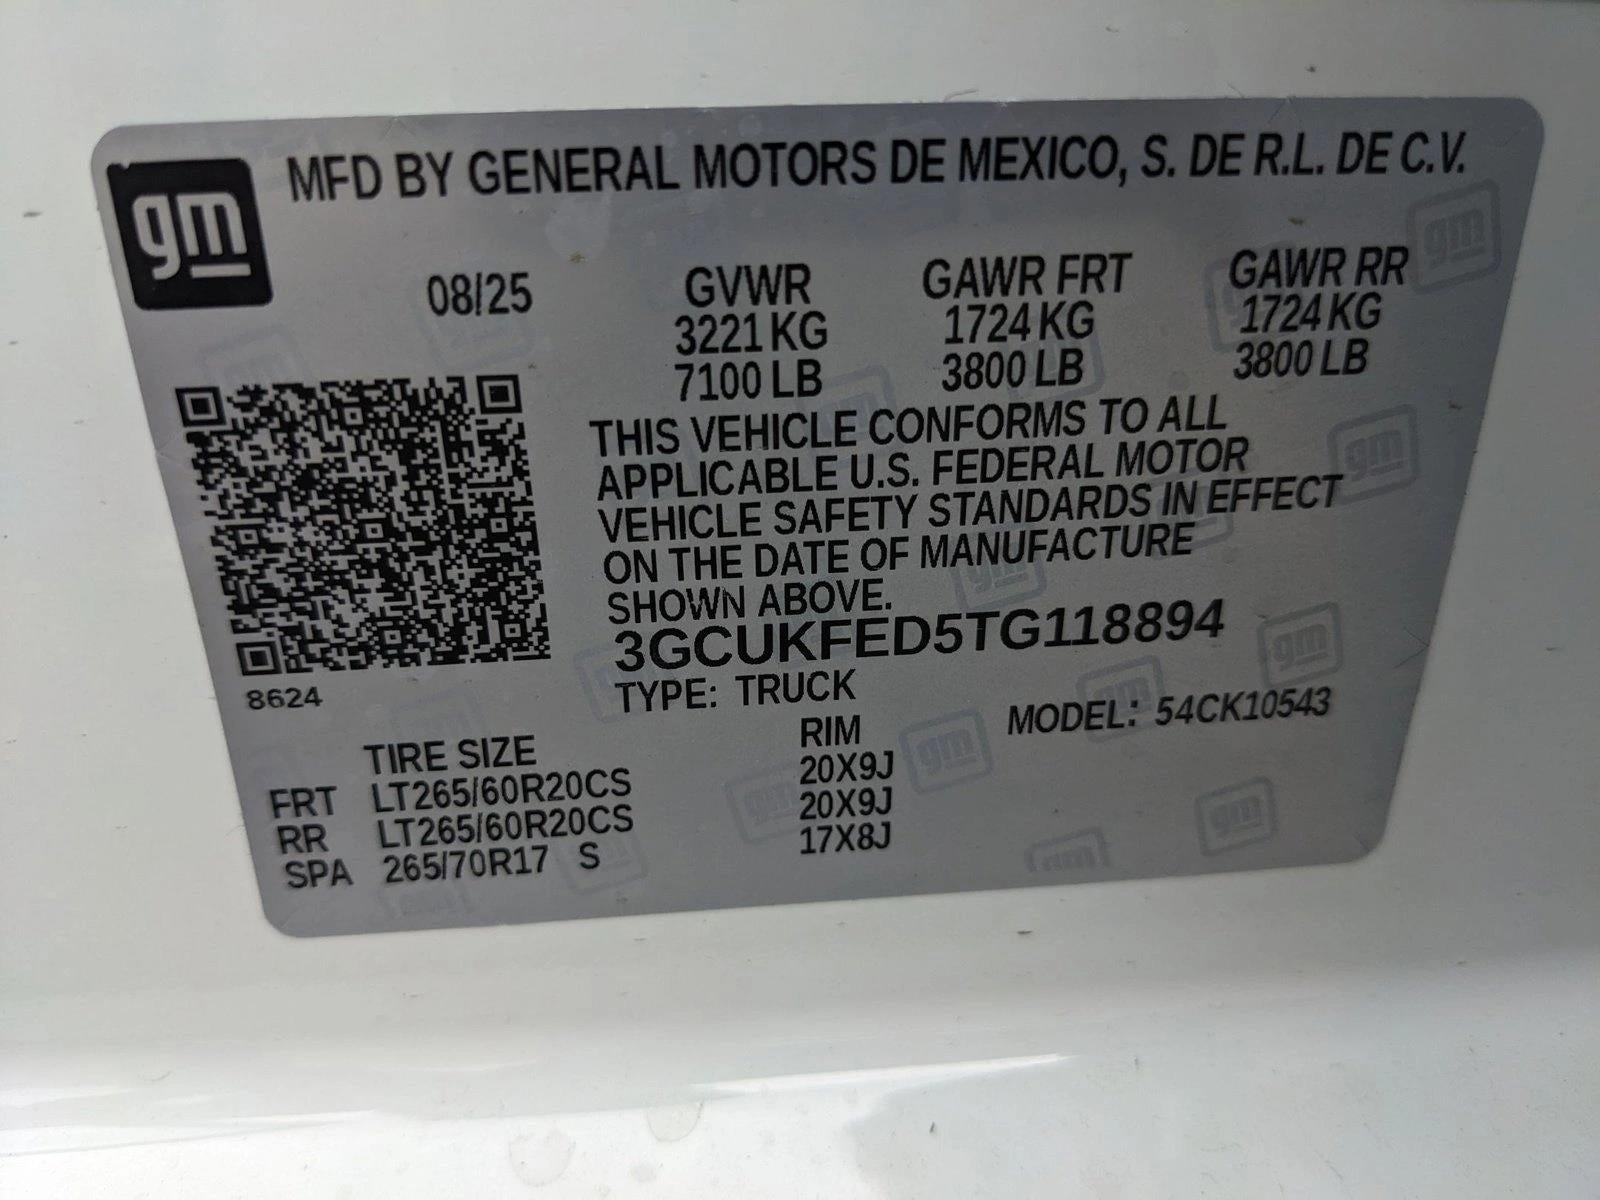 gm
MFD BY GENERAL MOTORS DE MEXICO, S. DE R.L. DE C.V.
08/25 GVWR GAWR FRT GAWR RR
3221 KG 1724 KG 1724 KG
7100 LB 3800 LB 3800 LB
THIS VEHICLE CONFORMS TO ALL
APPLICABLE U.S. FEDERAL MOTOR
VEHICLE SAFETY STANDARDS IN EFFECT
ON THE DATE OF MANUFACTURE
SHOWN ABOVE.
3GCUKFED5TG118894
8624
TYPE: TRUCK
MODEL: 54CK10543
TIRE SIZE RIM
FRT LT265/60R20CS 20X9J
RR LT265/60R20CS 20X9J
SPA 265/70R17 S 17X8J